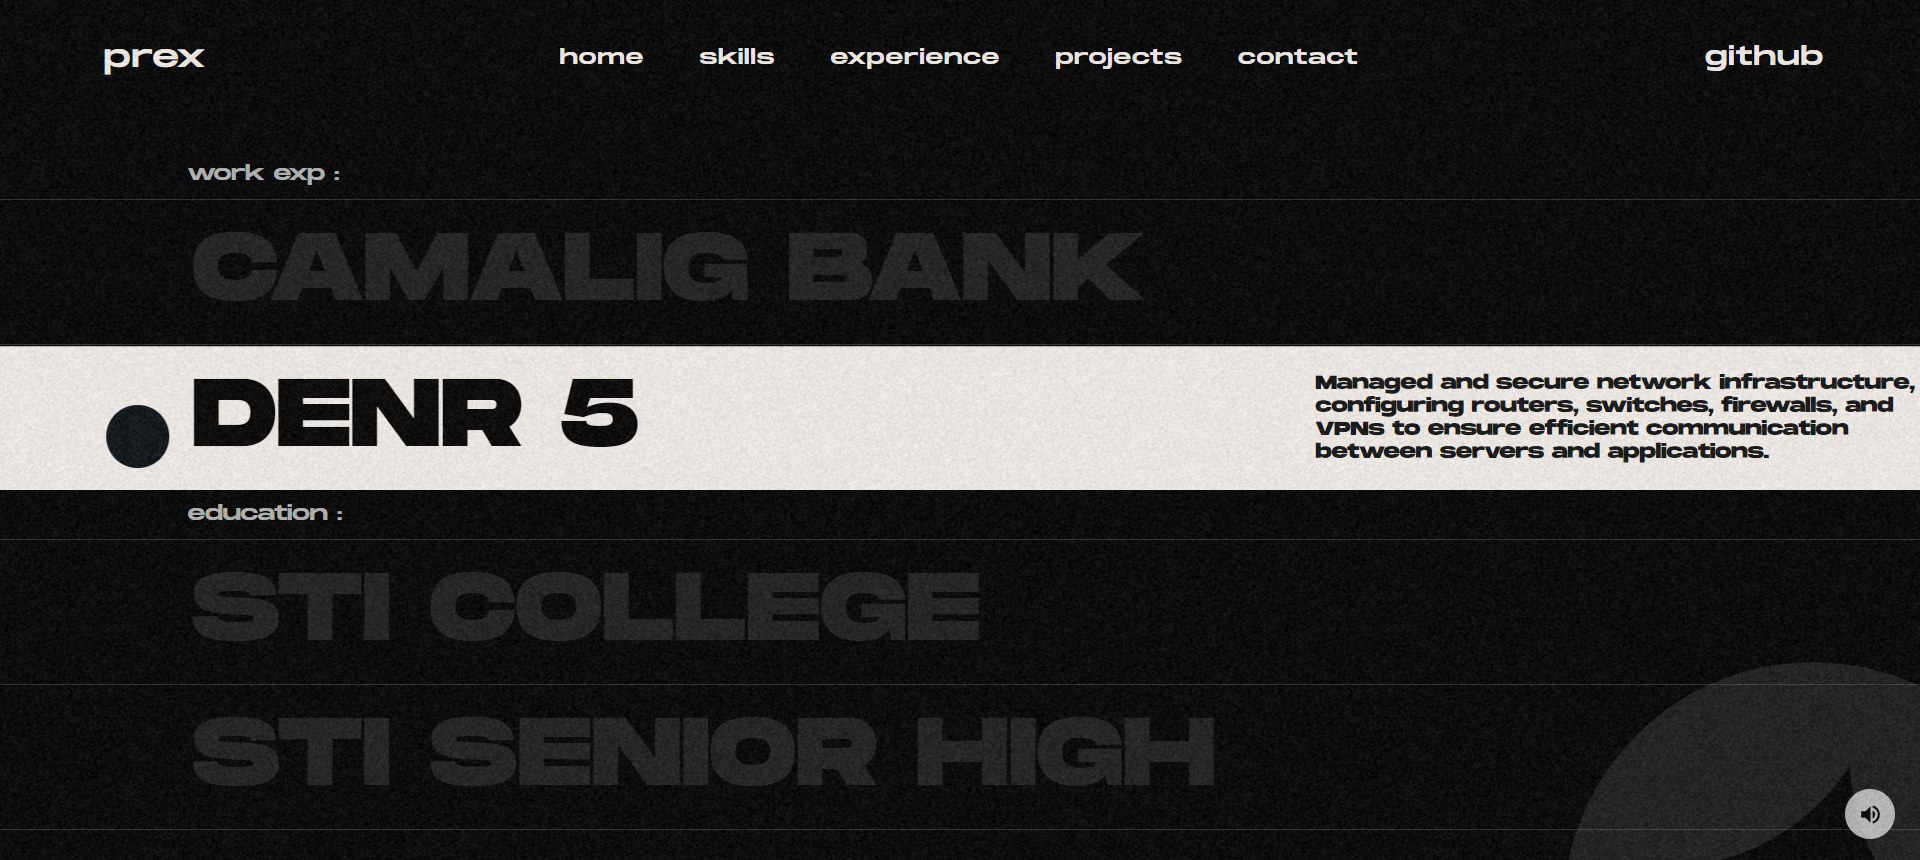 prex home skills experience projects contact github
work exp :
CAMALIG BANK
DENR 5
Managed and secure network infrastructure,
configuring routers, switches, firewalls, and
VPNs to ensure efficient communication
between servers and applications.
education :
STI COLLEGE
STI SENIOR HIGH